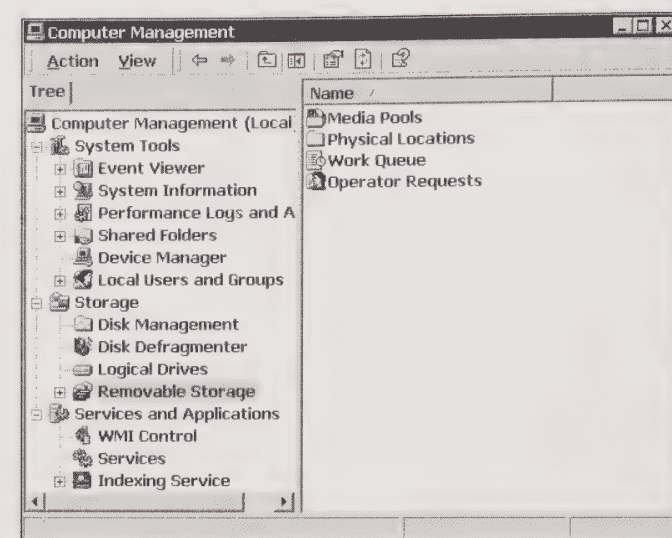 Computer Management
Action View
Tree
Name
Computer Management (Local
System Tools
Event Viewer
System Information
Performance Logs and A
Shared Folders
Device Manager
Local Users and Groups
Storage
Disk Management
Disk Defragmenter
Logical Drives
Removable Storage
Services and Applications
WMI Control
Services
Indexing Service
Media Pools
Physical Locations
Work Queue
Operator Requests